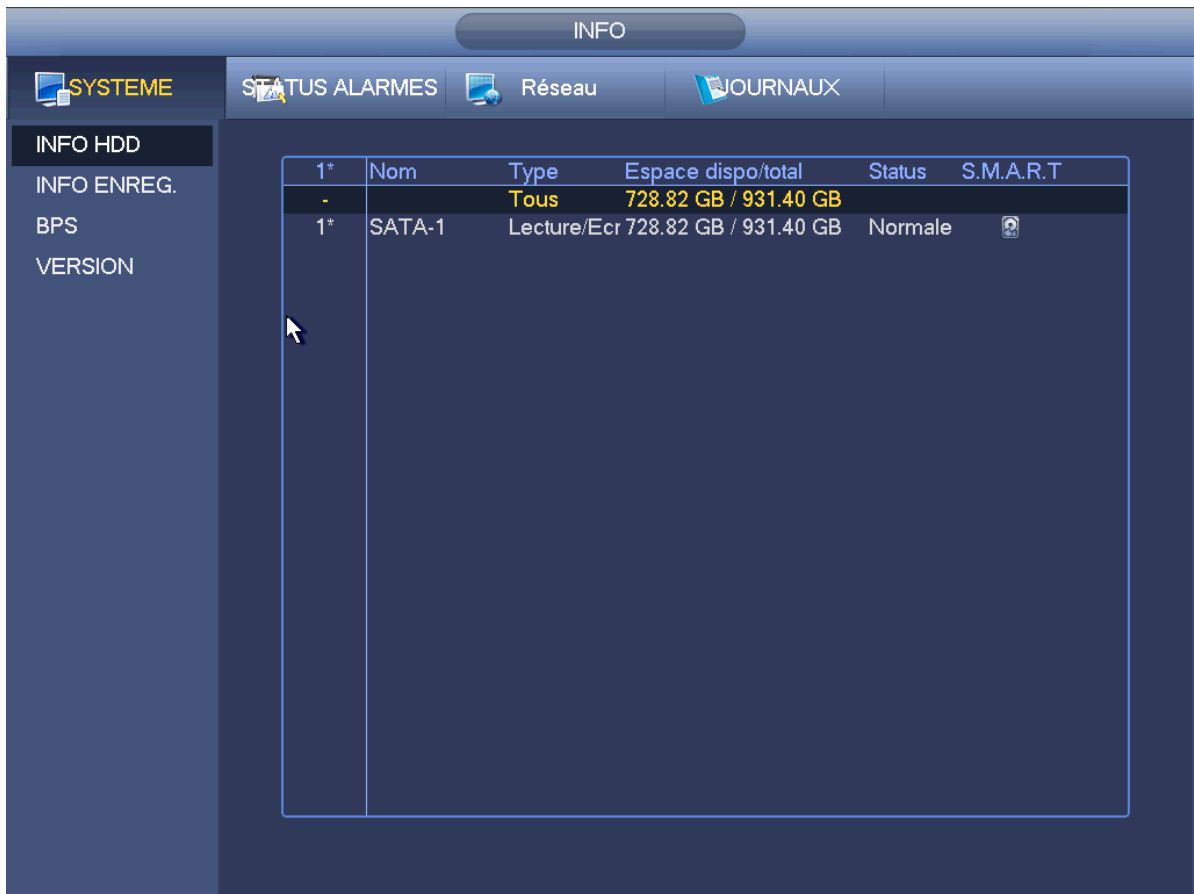 INFO
SYSTEME STATUS ALARMES Réseau JOURNAUX
INFO HDD
INFO ENREG.
BPS
VERSION
1* Nom Type Espace dispo/total Status S.M.A.R.T
- Tous 728.82 GB / 931.40 GB
1* SATA-1 Lecture/Ecr 728.82 GB / 931.40 GB Normale